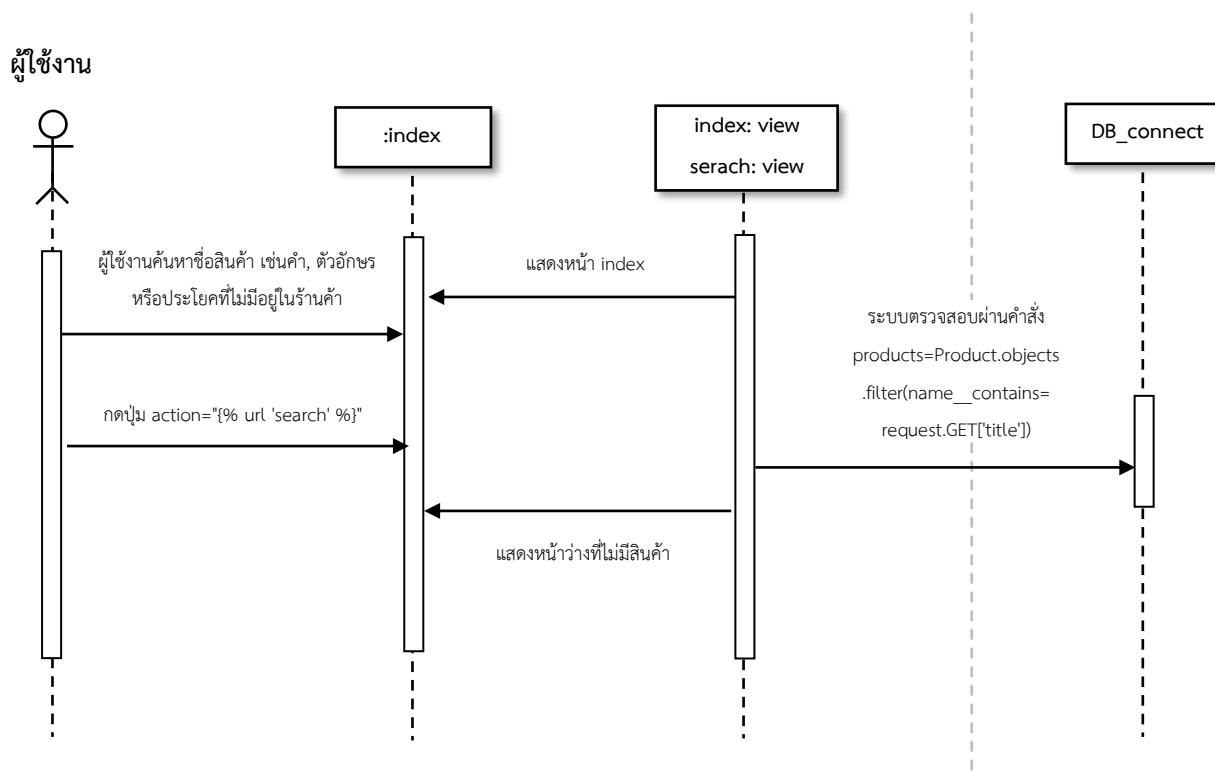 ผู้ใช้งาน
:index
index: view
serach: view
DB_connect
ผู้ใช้งานค้นหาชื่อสินค้า เช่นคำ, ตัวอักษร
หรือประโยคที่ไม่มีอยู่ในร้านค้า
แสดงหน้า index
ระบบตรวจสอบผ่านคำสั่ง
products=Product.objects
.filter(name__contains=
request.GET['title'])
กดปุ่ม action="{% url 'search' %}"
แสดงหน้าว่างที่ไม่มีสินค้า